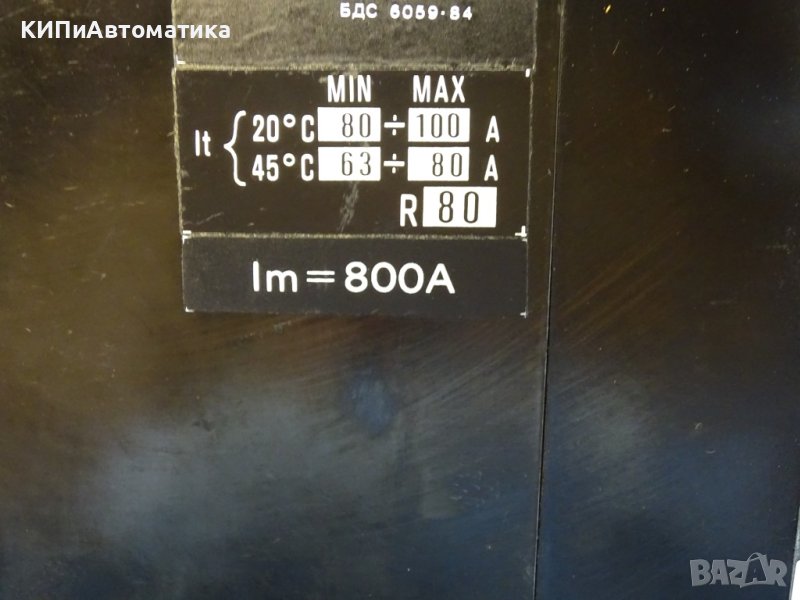 КИПиАвтоматика
БДС 6059-84
MIN MAX
It { 20°C 80 ÷ 100 A
45°C 63 ÷ 80 A
R 80
Im = 800A
BAZAR